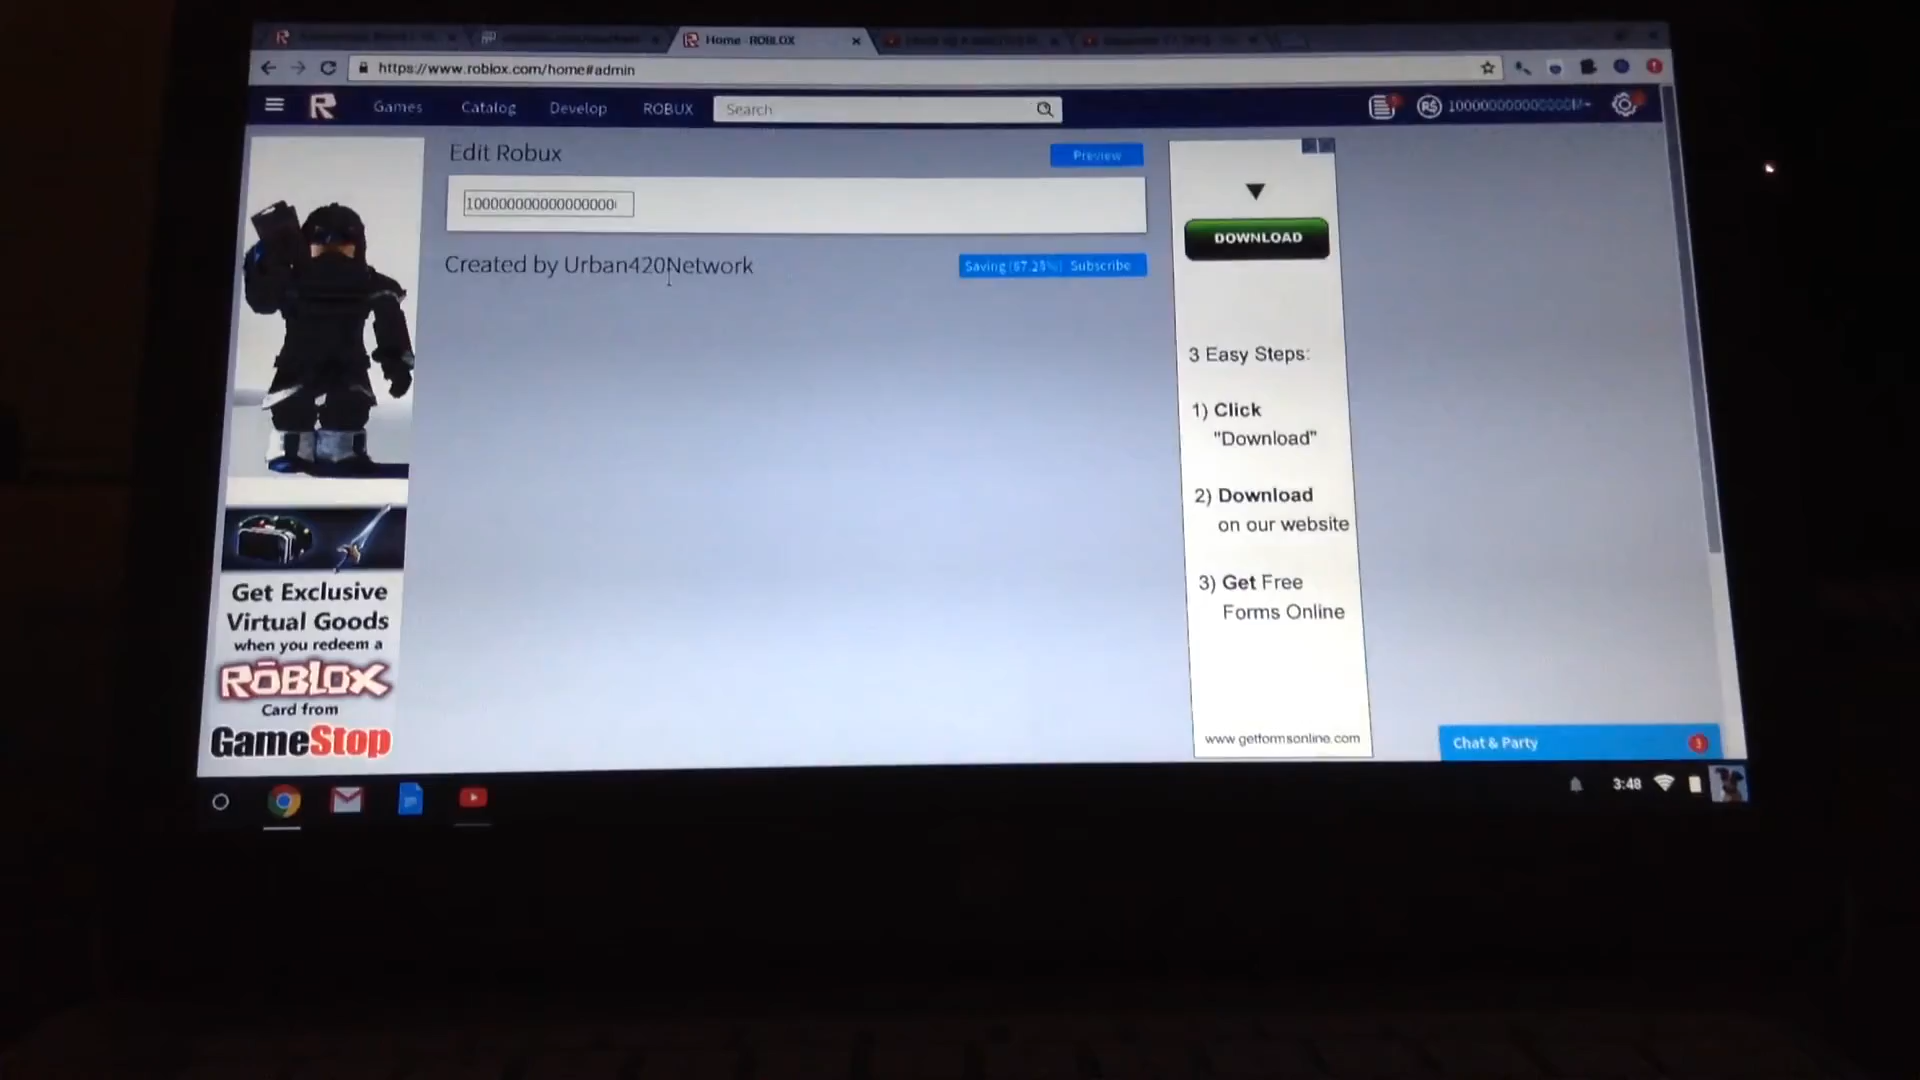 Home - ROBLOX
https://www.roblox.com/home#admin
Games
Catalog
Develop
ROBUX
Search
Edit Robux
Preview
Created by Urban420Network
Subscribe
Get Exclusive
Virtual Goods
when you redeem a
ROBLOX
Card from
GameStop
DOWNLOAD
3 Easy Steps:
1) Click
"Download"
2) Download
on our website
3) Get Free
Forms Online
www.getformsonline.com
Chat & Party
3
3:48